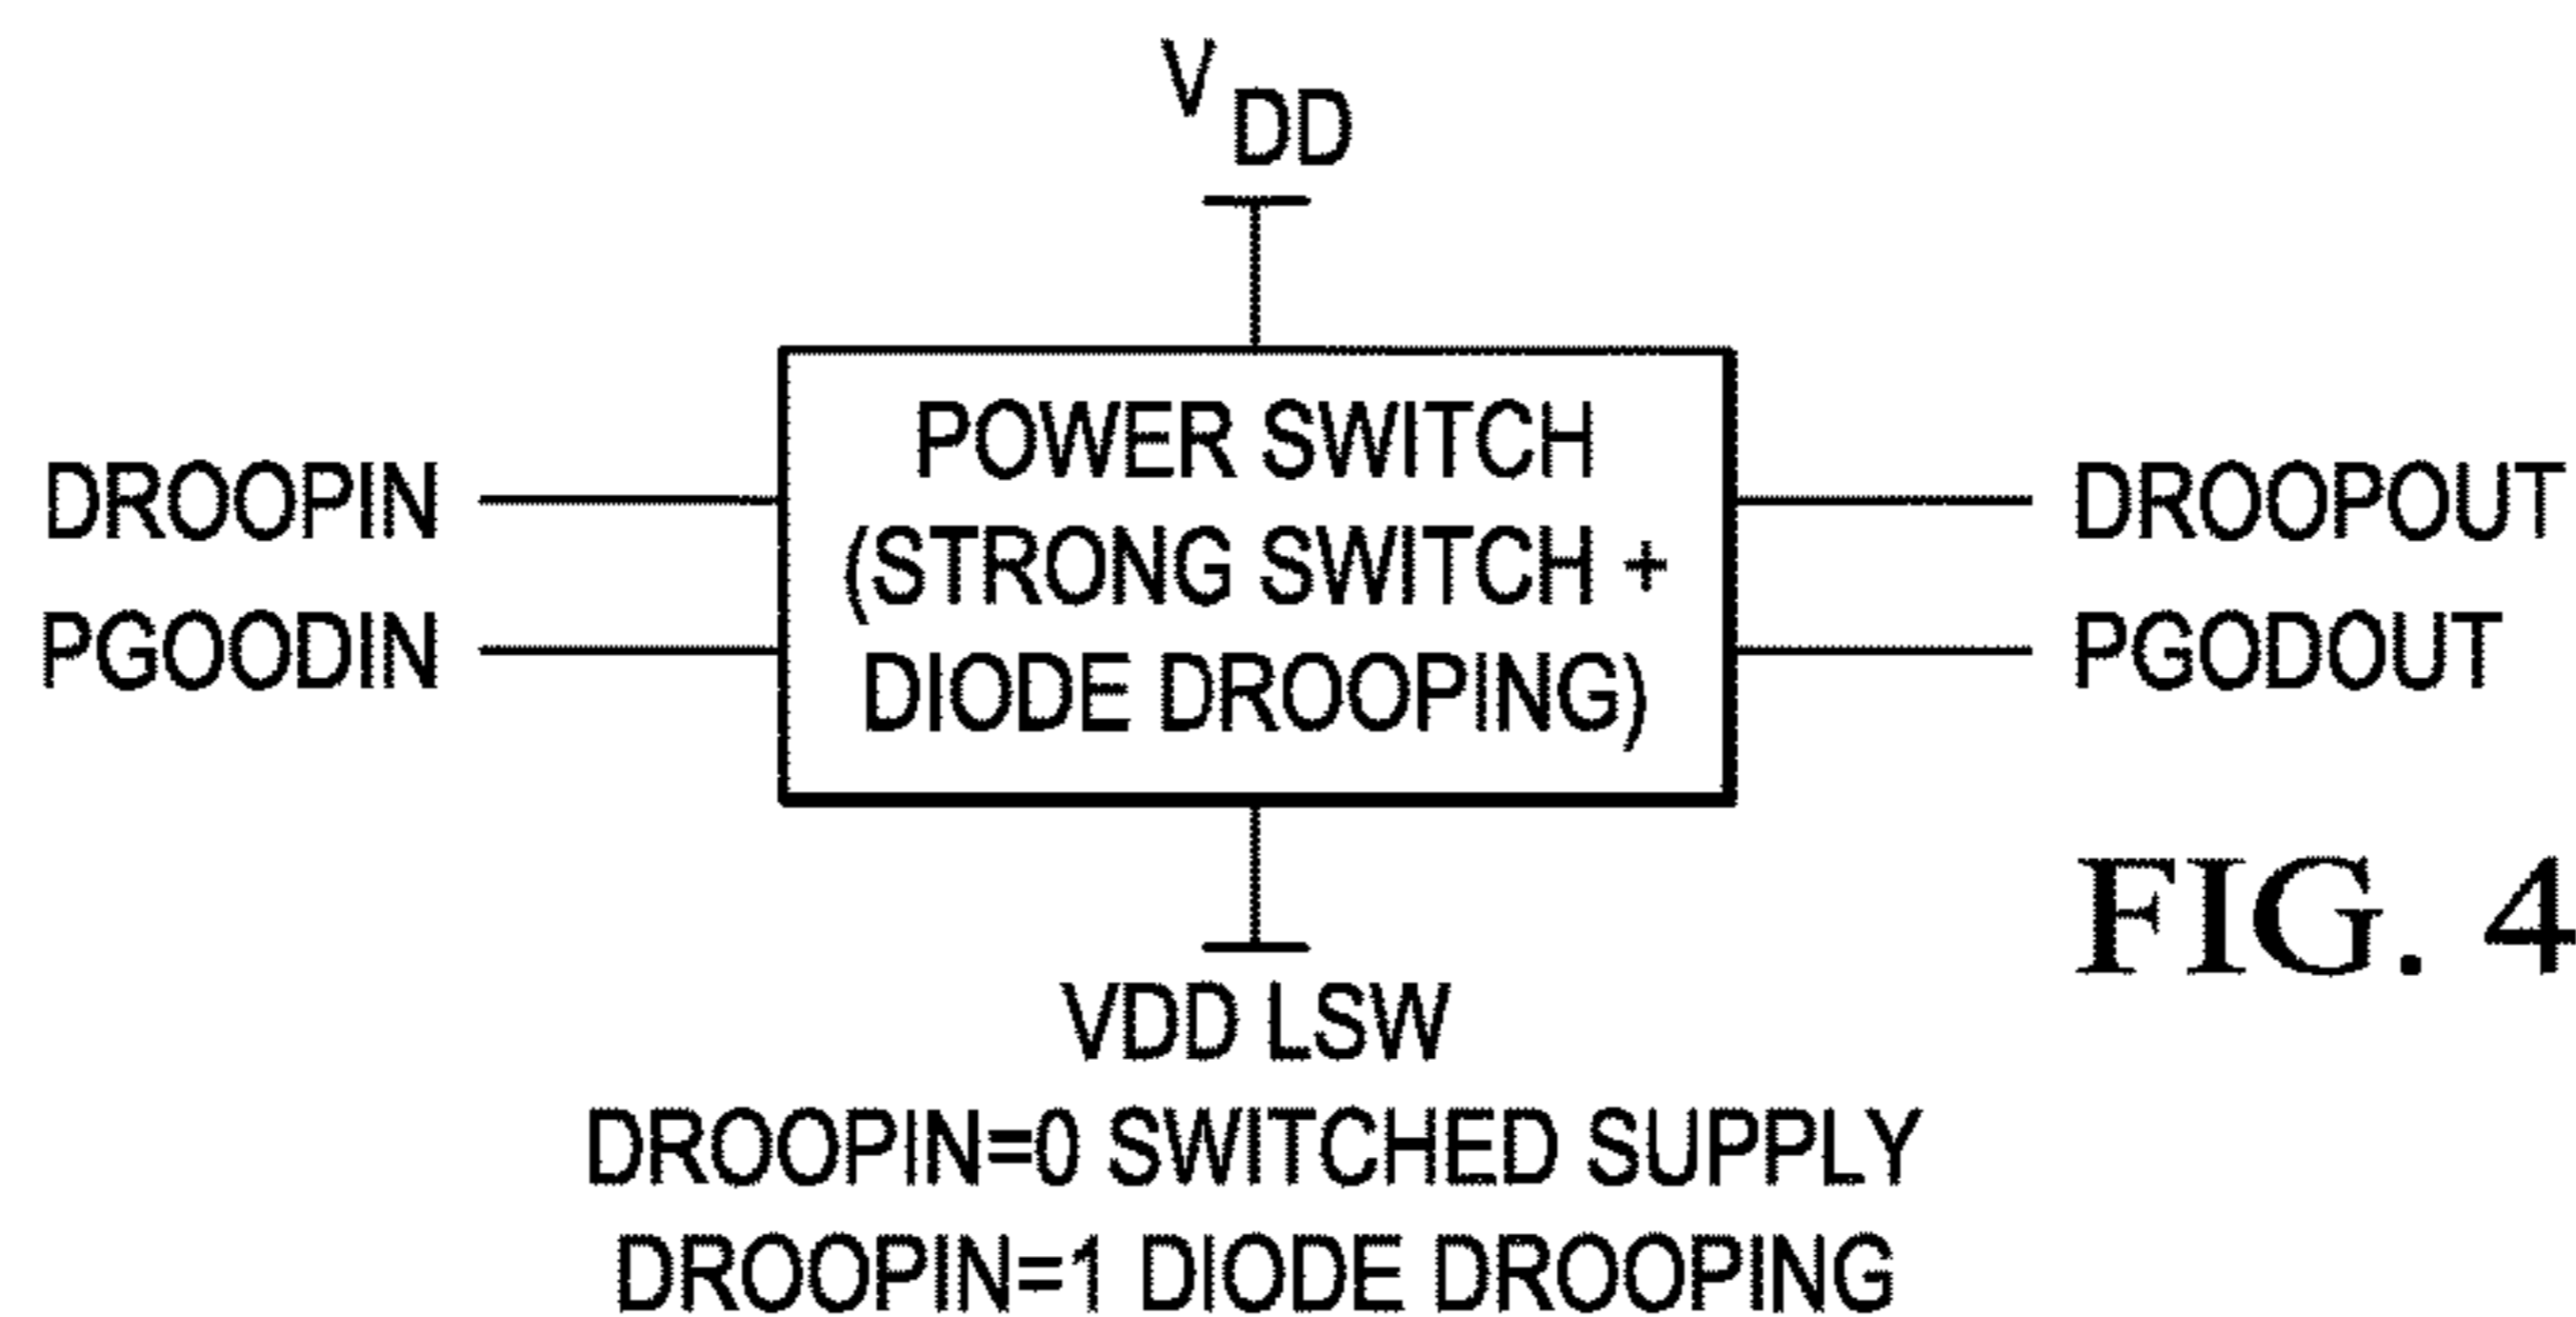 V DD
POWER SWITCH
(STRONG SWITCH +
DIODE DROOPING)
DROOPIN
PGOODIN
DROOPOUT
PGODOUT
VDD LSW
DROOPIN=0 SWITCHED SUPPLY
DROOPIN=1 DIODE DROOPING
FIG. 4